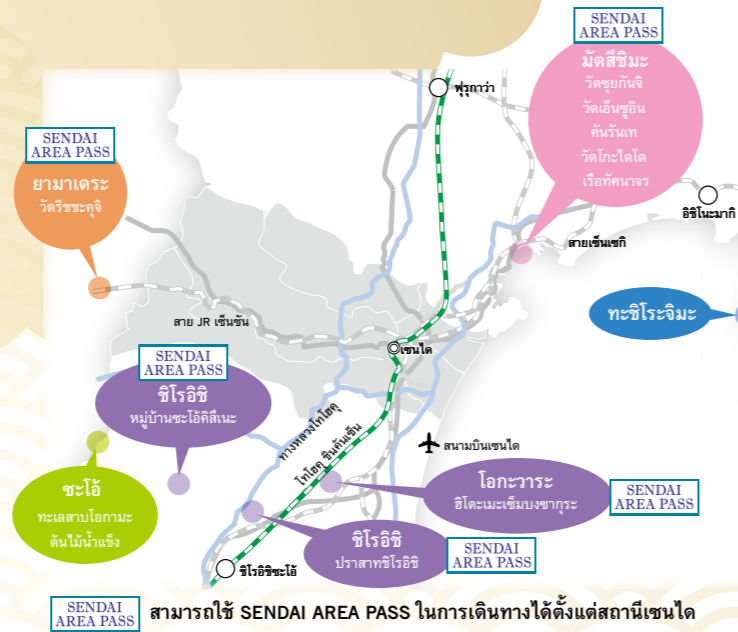 SENDAI
AREA PASS
มัตสึชิมะ
วัดซุยกันจิ
วัดเอ็นซูอิน
คันรันเท
วัดโกะไดโด
เรือทัศนาจร
ฟุรุกาว่า
SENDAI
AREA PASS
ยามาเดระ
วัดริชชะคุจิ
อิชิโนะมากิ
สายเซ็นเซกิ
ทะชิโระจิมะ
สาย JR เซ็นซัน
เซนได
SENDAI
AREA PASS
ชิโรอิชิ
หมู่บ้านซะโอ้คิสึเนะ
ทางหลวงโทโฮคุ
โทโฮคุ ชินคันเซ็น
สนามบินเซนได
ซะโอ้
ทะเลสาบโอกามะ
ต้นไม้น้ำแข็ง
โอกะวาระ
ฮิโตะเมะเซ็มบงซากุระ
SENDAI
AREA PASS
ชิโรอิชิ
ปราสาทชิโรอิชิ
SENDAI
AREA PASS
ชิโรอิชิซะโอ้
SENDAI
AREA PASS
สามารถใช้ SENDAI AREA PASS ในการเดินทางได้ตั้งแต่สถานีเซนได